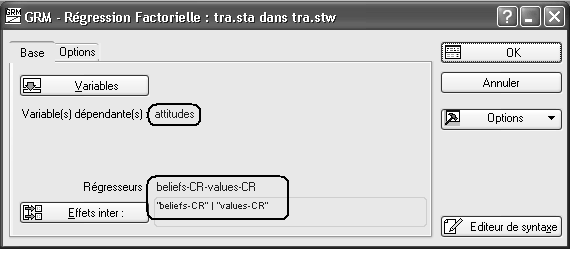 GRM - Régression Factorielle : tra.sta dans tra.stw
Base
Options
OK
Variables
Annuler
Variable(s) dépendante(s) : attitudes
Options
Régresseurs
beliefs-CR-values-CR
Effets inter :
"beliefs-CR" | "values-CR"
Editeur de syntaxe